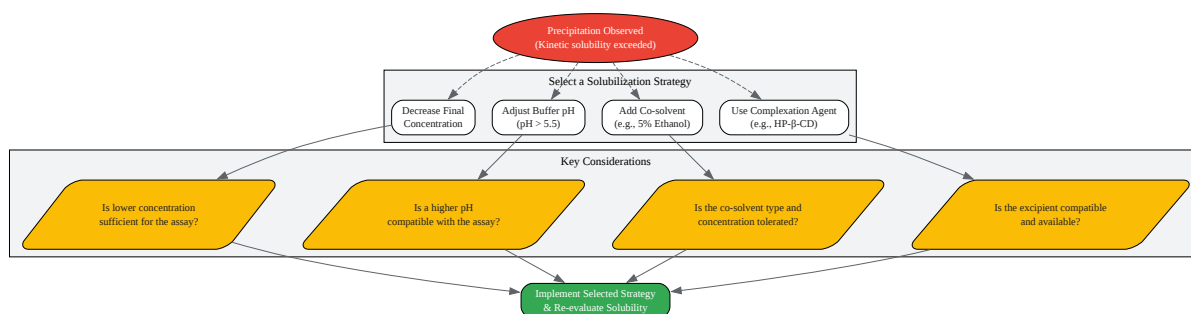 Precipitation Observed
(Kinetic solubility exceeded)
Select a Solubilization Strategy
Decrease Final
Concentration
Adjust Buffer pH
(pH > 5.5)
Add Co-solvent
(e.g., 5% Ethanol)
Use Complexation Agent
(e.g., HP-β-CD)
Key Considerations
Is lower concentration
sufficient for the assay?
Is a higher pH
compatible with the assay?
Is the co-solvent type and
concentration tolerated?
Is the excipient compatible
and available?
Implement Selected Strategy
& Re-evaluate Solubility